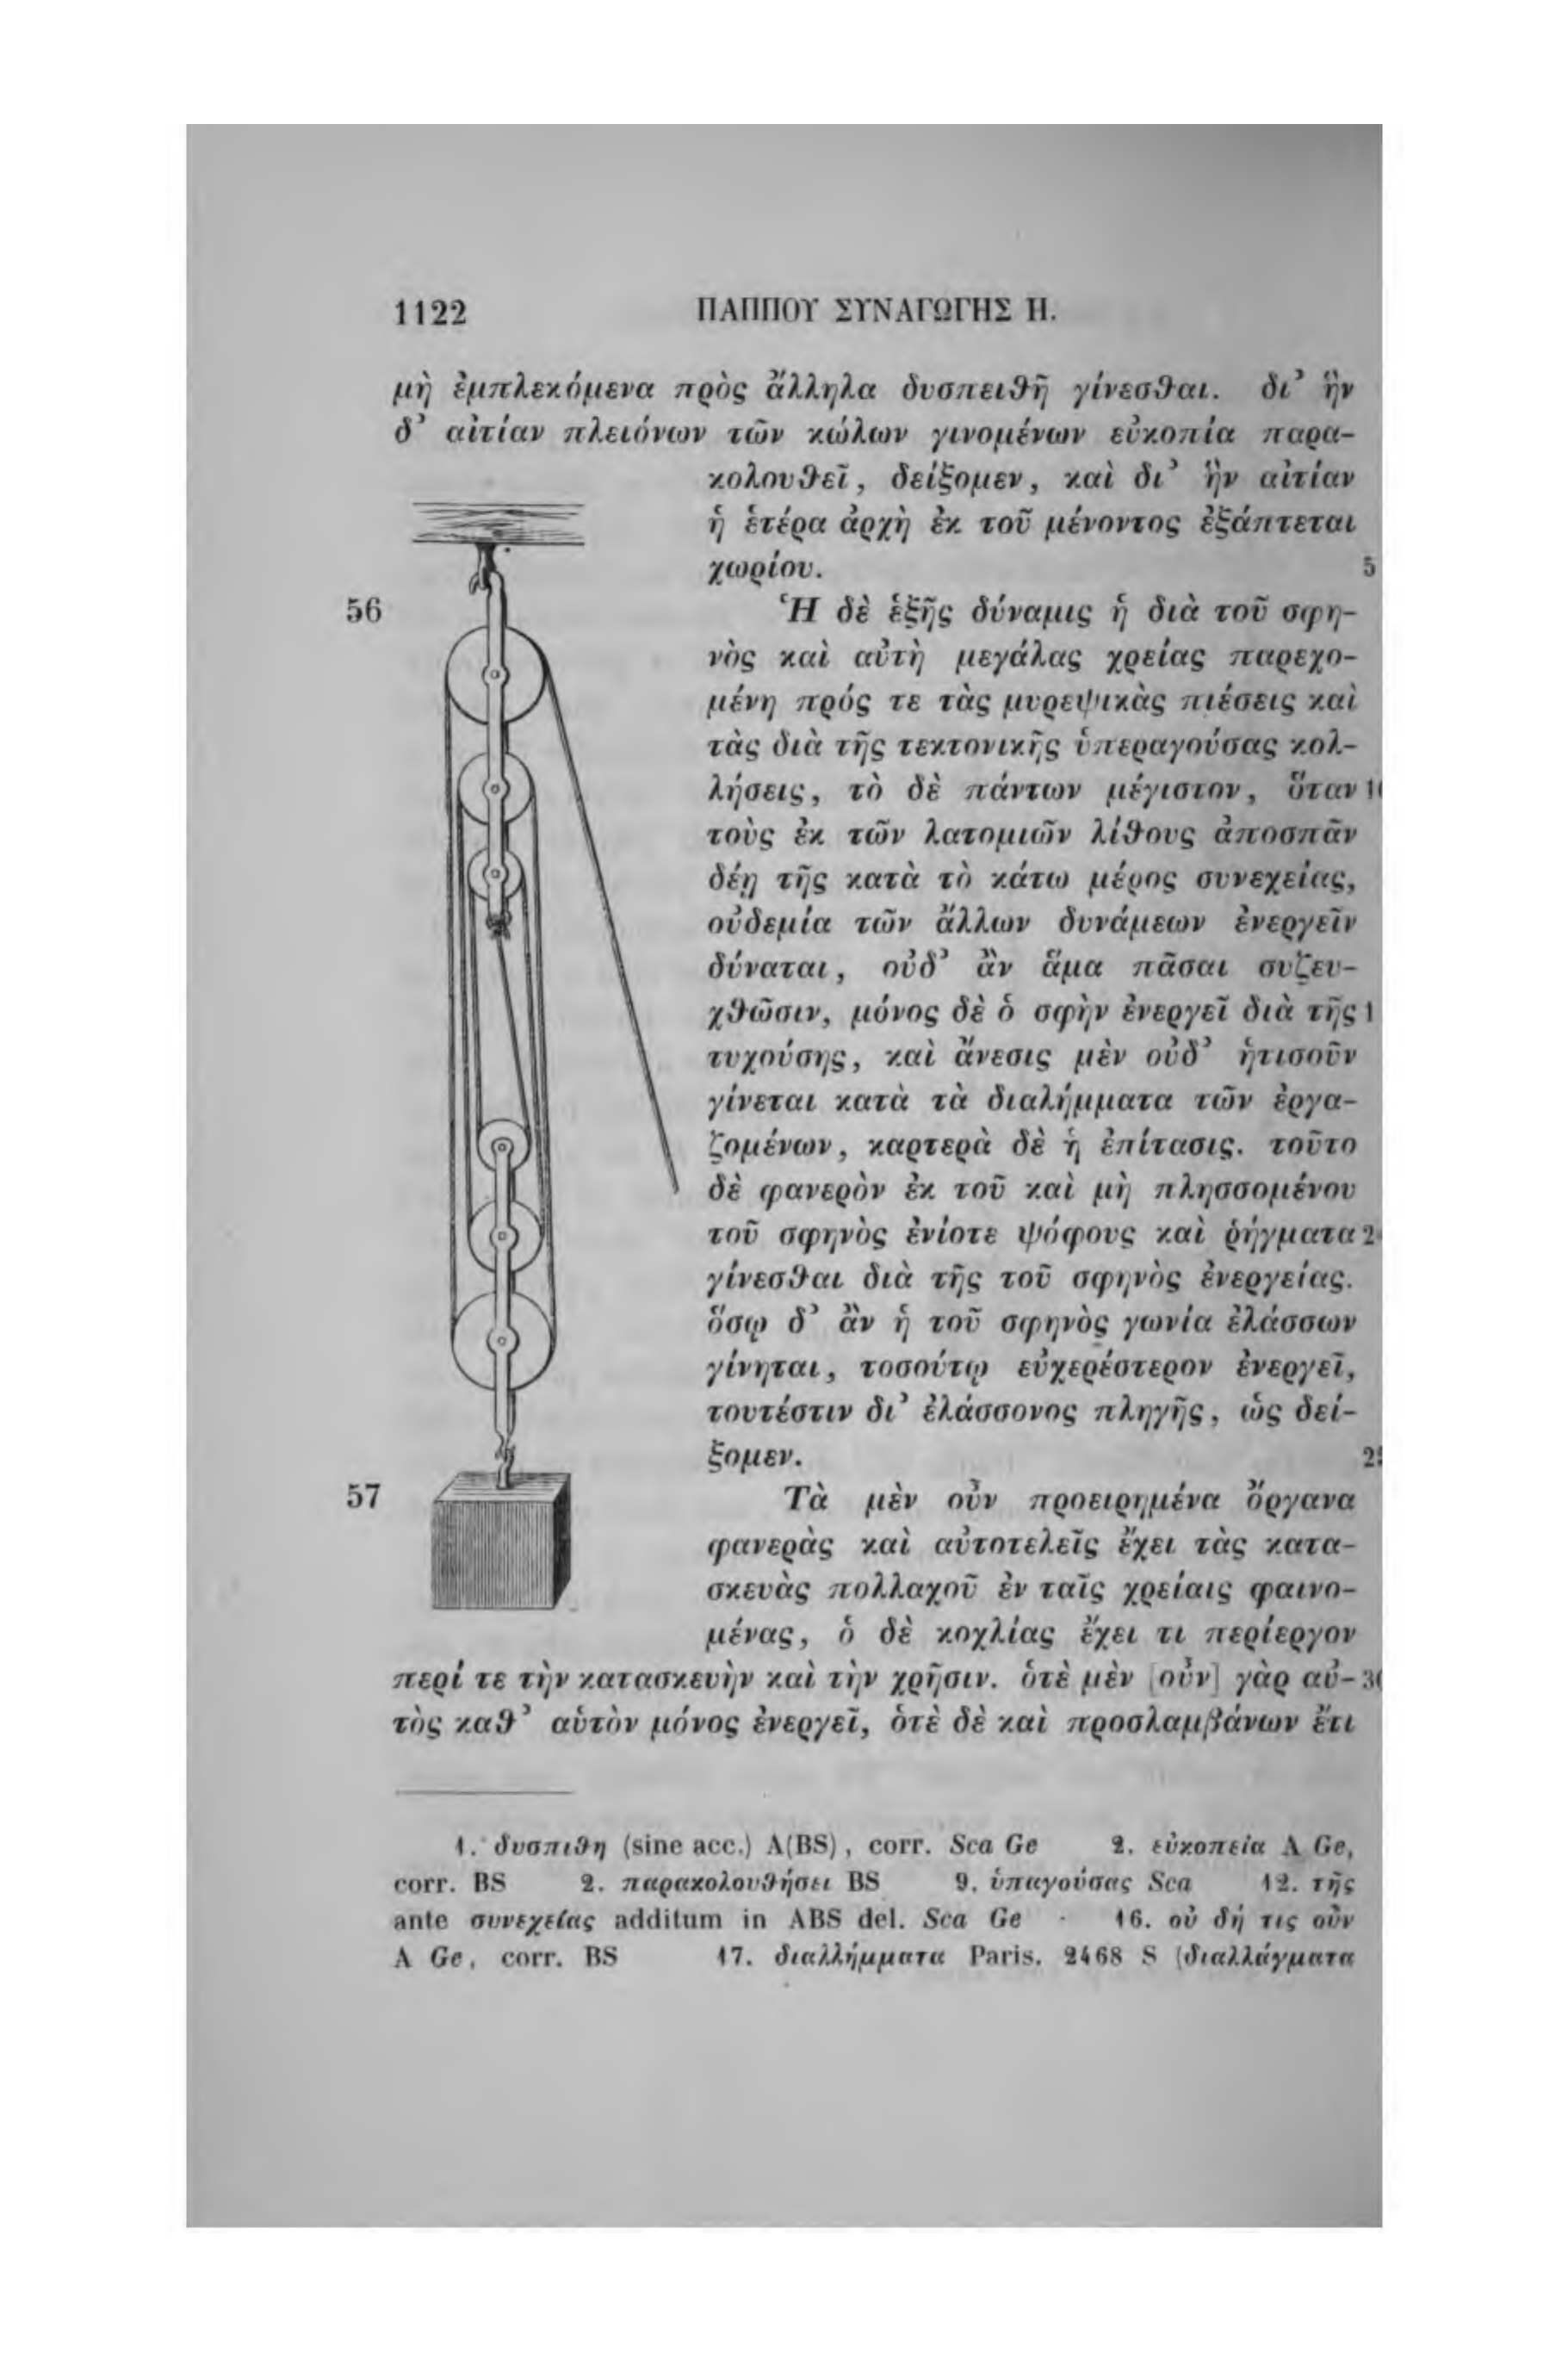 1122 ΠΑΠΠΟΥ ΣΥΝΑΓΩΓΗΣ Η.
μὴ ἐμπλεκόμενα πρὸς ἄλληλα δυσπειθῆ γίνεσθαι. δι’ ἣν
δ’ αἰτίαν πλειόνων τῶν κώλων γινομένων εὐκοπία παρα-
κολουθεῖ, δείξομεν, καὶ δι’ ἣν αἰτίαν
ἡ ἑτέρα ἀρχὴ ἐκ τοῦ μένοντος ἐξάπτεται
χωρίου. 5
56 Ἡ δὲ ἑξῆς δύναμις ἡ διὰ τοῦ σφη-
νὸς καὶ αὐτὴ μεγάλας χρείας παρεχο-
μένη πρός τε τὰς μυρεψικὰς πιέσεις καὶ
τὰς διὰ τῆς τεκτονικῆς ὑπεραγούσας κολ-
λήσεις, τὸ δὲ πάντων μέγιστον, ὅταν
τοὺς ἐκ τῶν λατομιῶν λίθους ἀποσπᾶν
δέῃ τῆς κατὰ τὸ κάτω μέρος συνεχείας,
οὐδεμία τῶν ἄλλων δυνάμεων ἐνεργεῖν
δύναται, οὐδ’ ἂν ἅμα πᾶσαι συζευ-
χθῶσιν, μόνος δὲ ὁ σφὴν ἐνεργεῖ διὰ τῆς 1
τυχούσης, καὶ ἄνεσις μὲν οὐδ’ ἡτισοῦν
γίνεται κατὰ τὰ διαλήμματα τῶν ἐργα-
ζομένων, καρτερὰ δὲ ἡ ἐπίτασις. τοῦτο
δὲ φανερὸν ἐκ τοῦ καὶ μὴ πλησσομένου
τοῦ σφηνὸς ἐνίοτε ψόφους καὶ ῥήγματα 2
γίνεσθαι διὰ τῆς τοῦ σφηνὸς ἐνεργείας.
ὅσῳ δ’ ἂν ἡ τοῦ σφηνὸς γωνία ἐλάσσων
γίνηται, τοσούτῳ εὐχερέστερον ἐνεργεῖ,
τουτέστιν δι’ ἐλάσσονος πληγῆς, ὡς δεί-
ξομεν. 2
57 Τὰ μὲν οὖν προειρημένα ὄργανα
φανερὰς καὶ αὐτοτελεῖς ἔχει τὰς κατα-
σκευὰς πολλαχοῦ ἐν ταῖς χρείαις φαινο-
μένας, ὁ δὲ κοχλίας ἔχει τι περίεργον
περί τε τὴν κατασκευὴν καὶ τὴν χρῆσιν. ὁτὲ μὲν [οὖν] γὰρ αὐ- 3
τὸς καθ’ αὑτὸν μόνος ἐνεργεῖ, ὁτὲ δὲ καὶ προσλαμβάνων ἔτι
1. δυσπιθη (sine acc.) A(BS), corr. Sca Ge 2. εὐκοπεία A Ge,
corr. BS 2. παρακολουθήσει BS 9. ὑπαγούσας Sca 12. τῆς
ante συνεχείας additum in ABS del. Sca Ge 16. οὐ δή τις οὖν
A Ge, corr. BS 17. διαλλήμματα Paris. 2468 S (διαλλάγματα